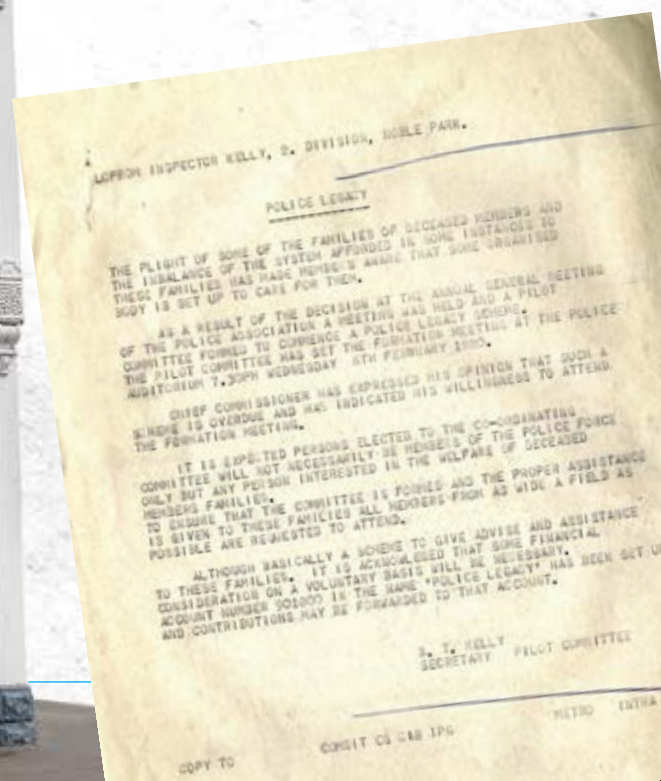 INSPECTOR KELLY, 2. DIVISION, NOBLE PARK.
POLICE LEGACY
THE PLIGHT OF SOME OF THE FAMILIES OF DECEASED MEMBERS AND
THE INBALANCE OF THE SYSTEM AFFORDED IN SOME INSTANCES TO
THESE FAMILIES HAS MADE MEMBERS AWARE THAT SOME ORGANISED
BODY IS SET UP TO CARE FOR THEM.
AS A RESULT OF THE DECISION AT THE ANNUAL GENERAL MEETING
OF THE POLICE ASSOCIATION A MEETING WAS HELD AND A PILOT
COMMITTEE FORMED TO COMMENCE A POLICE LEGACY SCHEME.
THE PILOT COMMITTEE HAS SET THE FORMATION MEETING AT THE POLICE
AUDITORIUM 7.30PM WEDNESDAY 6TH FEBRUARY 1980.
CHIEF COMMISSIONER HAS EXPRESSED HIS OPINION THAT SUCH A
SCHEME IS OVERDUE AND HAS INDICATED HIS WILLINGNESS TO ATTEND
THE FORMATION MEETING.
IT IS EXPECTED PERSONS ELECTED TO THE CO-ORDINATING
COMMITTEE WILL NOT NECESSARILY BE MEMBERS OF THE POLICE FORCE
ONLY BUT ANY PERSON INTERESTED IN THE WELFARE OF DECEASED
MEMBERS FAMILIES.
TO ENSURE THAT THE COMMITTEE IS FORMED AND THE PROPER ASSISTANCE
IS GIVEN TO THESE FAMILIES ALL MEMBERS FROM AS WIDE A FIELD AS
POSSIBLE ARE REQUESTED TO ATTEND.
ALTHOUGH BASICALLY A SCHEME TO GIVE ADVISE AND ASSISTANCE
TO THESE FAMILIES. IT IS ACKNOWLEGED THAT SOME FINANCIAL
CONSIDERATION ON A VOLUNTARY BASIS WILL BE NECESSARY.
ACCOUNT NUMBER IN THE NAME "POLICE LEGACY" HAS BEEN SET UP
AND CONTRIBUTIONS MAY BE FORWARDED TO THAT ACCOUNT.
KELLY
SECRETARY PILOT COMMITTEE
METRO
COPY TO